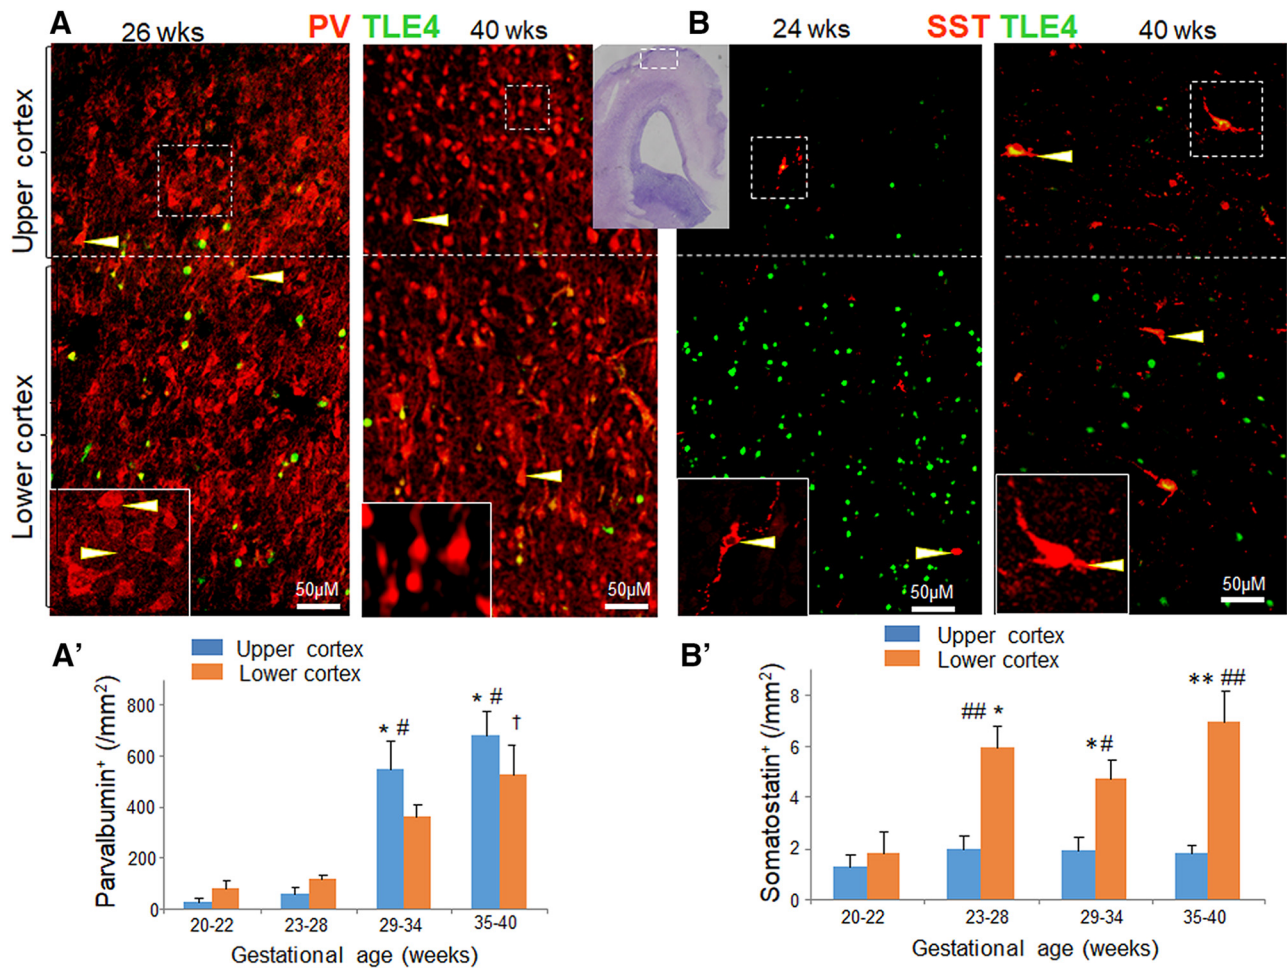 A
26 wks
PV TLE4
40 wks
B
24 wks
SST TLE4
40 wks
Upper cortex
Lower cortex
50µM
50µM
50µM
50µM
A'
Upper cortex
Lower cortex
Parvalbumin+ (/mm2)
800
600
400
200
0
* #
* #
†
20-22
23-28
29-34
35-40
Gestational age (weeks)
B'
Upper cortex
Lower cortex
Somatostatin+ (/mm2)
8
6
4
2
0
## *
*#
** ##
20-22
23-28
29-34
35-40
Gestational age (weeks)